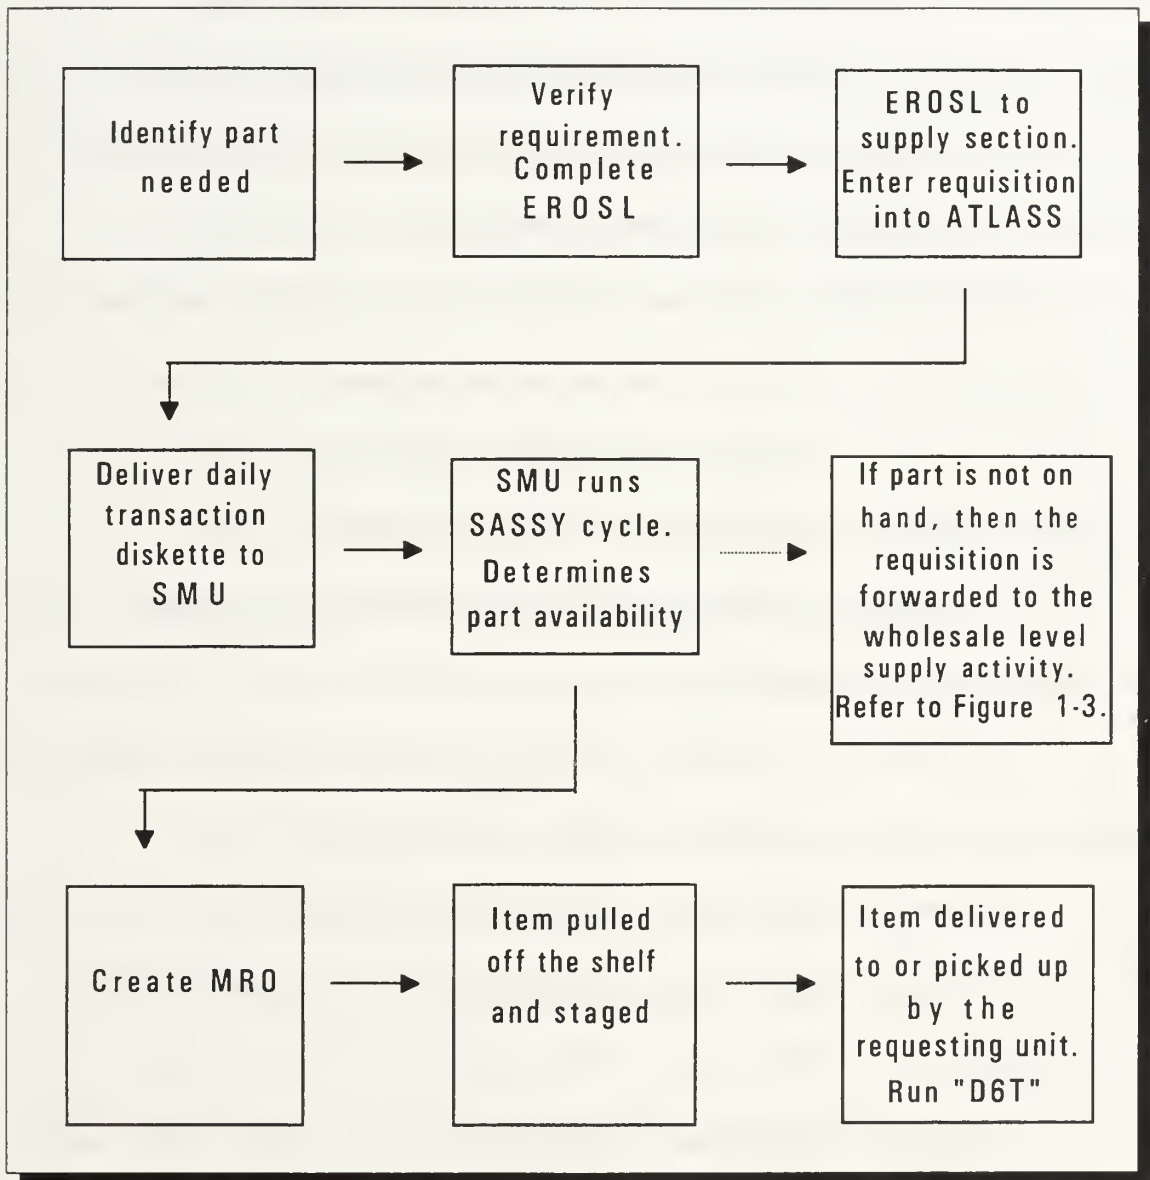 Identify part
needed
Verify
requirement.
Complete
EROSL
EROSL to
supply section.
Enter requisition
into ATLASS
Deliver daily
transaction
diskette to
SMU
SMU runs
SASSY cycle.
Determines
part availability
If part is not on
hand, then the
requisition is
forwarded to the
wholesale level
supply activity.
Refer to Figure 1-3.
Create MRO
Item pulled
off the shelf
and staged
Item delivered
to or picked up
by the
requesting unit.
Run "D6T"